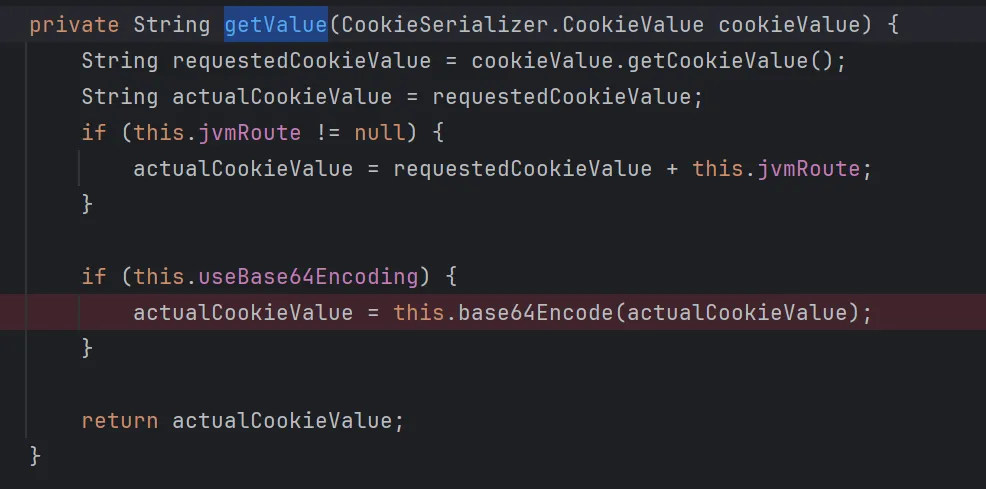 private String getValue(CookieSerializer.CookieValue cookieValue) {
    String requestedCookieValue = cookieValue.getCookieValue();
    String actualCookieValue = requestedCookieValue;
    if (this.jvmRoute != null) {
        actualCookieValue = requestedCookieValue + this.jvmRoute;
    }

    if (this.useBase64Encoding) {
        actualCookieValue = this.base64Encode(actualCookieValue);
    }

    return actualCookieValue;
}